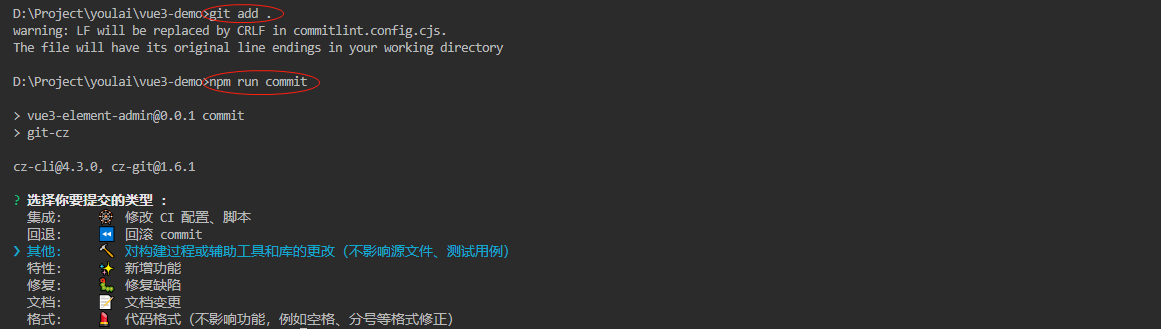 D:\Project\youlai\vue3-demo>git add .
warning: LF will be replaced by CRLF in commitlint.config.cjs.
The file will have its original line endings in your working directory
D:\Project\youlai\vue3-demo>npm run commit
> vue3-element-admin@0.0.1 commit
> git-cz
cz-cli@4.3.0, cz-git@1.6.1
? 选择你要提交的类型 :
集成: 🎡 修改 CI 配置、脚本
回退: ⏪ 回滚 commit
❯ 其他: 🔨 对构建过程或辅助工具和库的更改（不影响源文件、测试用例）
特性: ✨ 新增功能
修复: 🐛 修复缺陷
文档: 📝 文档变更
格式: 💄 代码格式（不影响功能，例如空格、分号等格式修正）